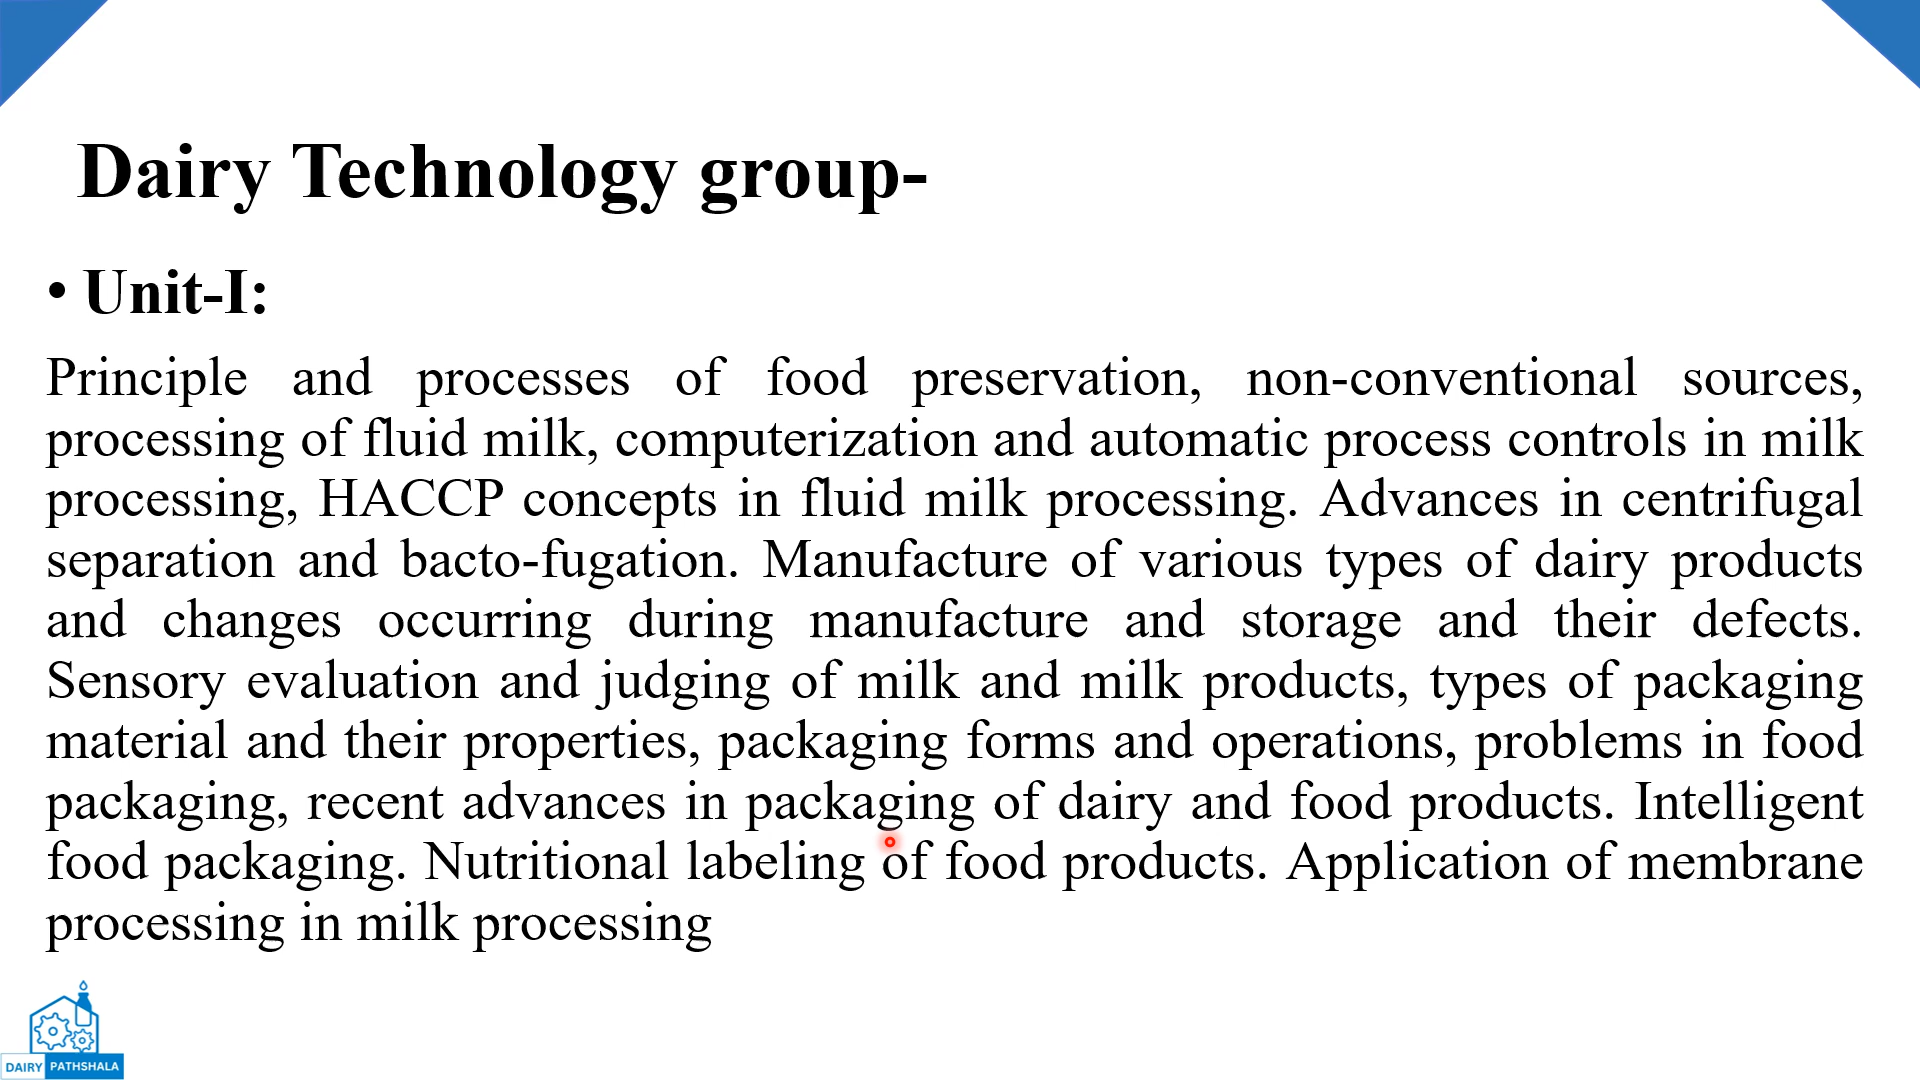 Dairy Technology group-
• Unit-I:
Principle and processes of food preservation, non-conventional sources,
processing of fluid milk, computerization and automatic process controls in milk
processing, HACCP concepts in fluid milk processing. Advances in centrifugal
separation and bacto-fugation. Manufacture of various types of dairy products
and changes occurring during manufacture and storage and their defects.
Sensory evaluation and judging of milk and milk products, types of packaging
material and their properties, packaging forms and operations, problems in food
packaging, recent advances in packaging of dairy and food products. Intelligent
food packaging. Nutritional labeling of food products. Application of membrane
processing in milk processing
DAIRY PATHSHALA